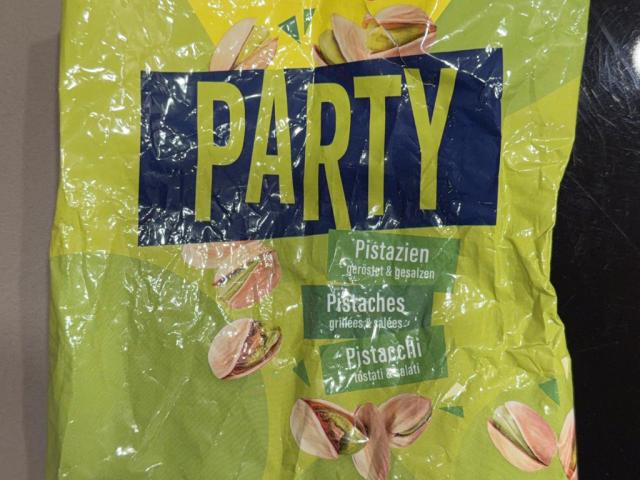 PARTY
Pistazien
geröstet & gesalzen
Pistaches
grillées & salées
Pistacchi
tostati & salati